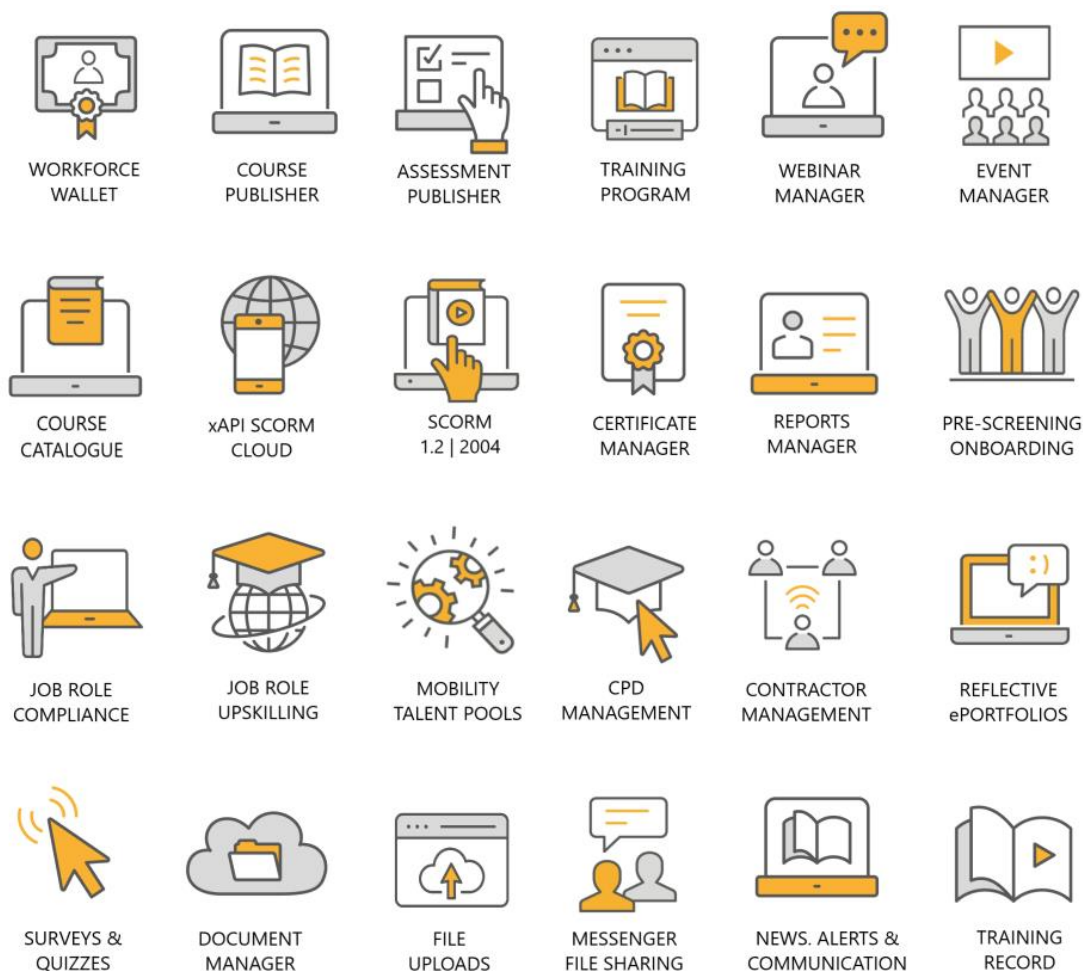 WORKFORCE
WALLET
COURSE
PUBLISHER
ASSESSMENT
PUBLISHER
TRAINING
PROGRAM
WEBINAR
MANAGER
EVENT
MANAGER
COURSE
CATALOGUE
xAPI SCORM
CLOUD
SCORM
1.2 | 2004
CERTIFICATE
MANAGER
REPORTS
MANAGER
PRE-SCREENING
ONBOARDING
JOB ROLE
COMPLIANCE
JOB ROLE
UPSKILLING
MOBILITY
TALENT POOLS
CPD
MANAGEMENT
CONTRACTOR
MANAGEMENT
:)
REFLECTIVE
ePORTFOLIOS
SURVEYS &
QUIZZES
DOCUMENT
MANAGER
FILE
UPLOADS
MESSENGER
FILE SHARING
NEWS. ALERTS &
COMMUNICATION
TRAINING
RECORD